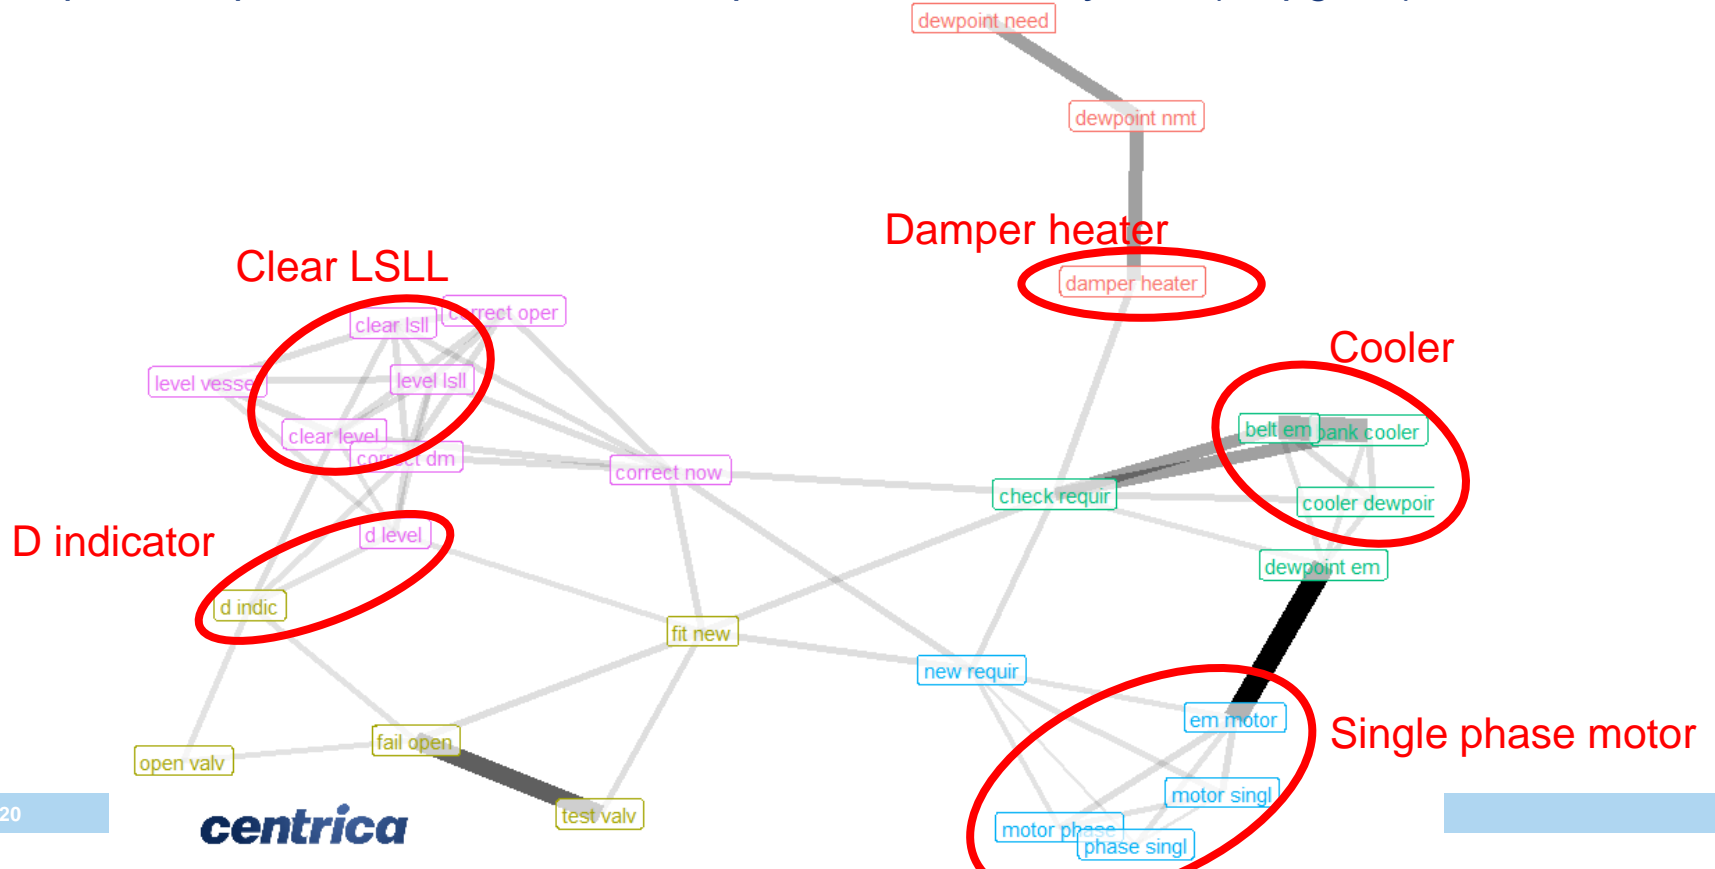 dewpoint need
dewpoint nmt
Damper heater
damper heater
Clear LSLL
clear lsll
correct oper
level vessel
level lsll
clear level
correct dm
correct now
Cooler
belt em
bank cooler
check requir
cooler dewpoin
dewpoint em
D indicator
d level
d indic
fit new
new requir
em motor
Single phase motor
fail open
open valv
motor singl
test valv
motor phase
phase singl
20
centrica